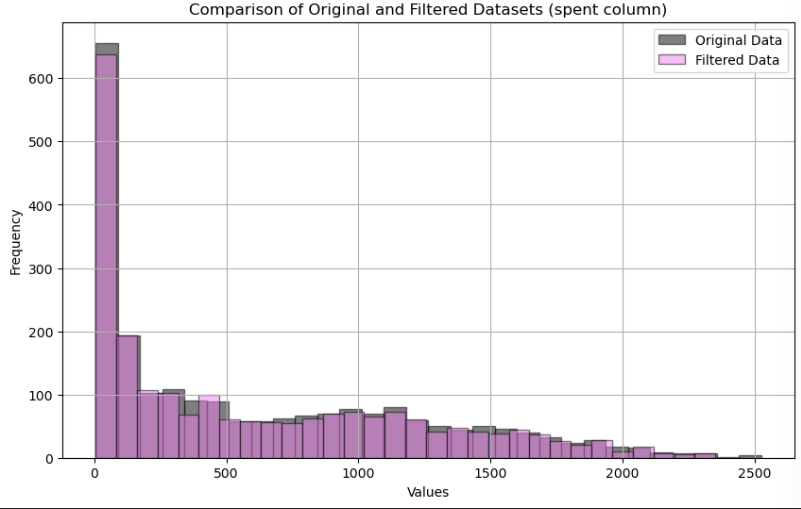 Comparison of Original and Filtered Datasets (spent column)
Original Data
Filtered Data
Frequency
600
500
400
300
200
100
0
0
500
1000
1500
2000
2500
Values